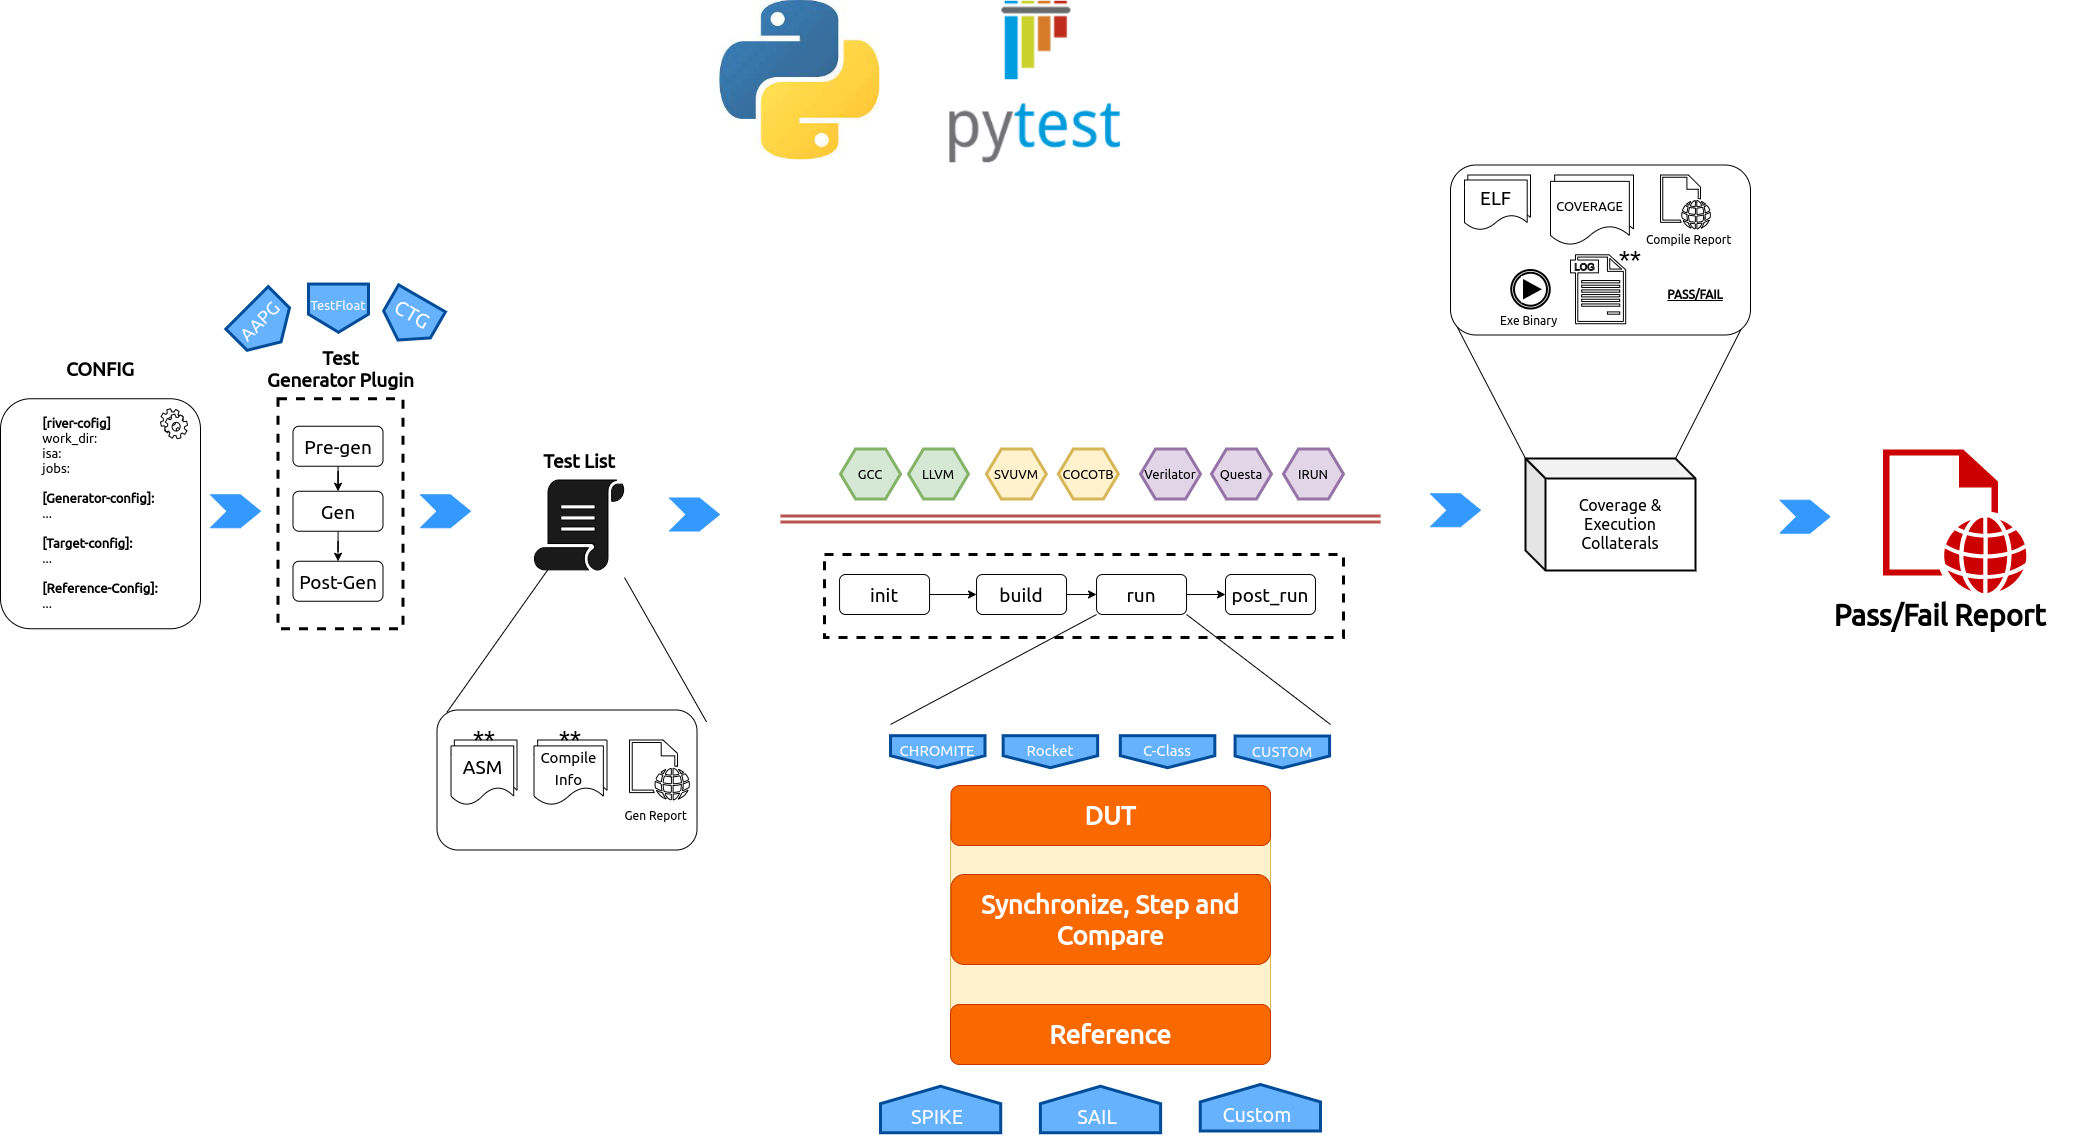 pytest
ELF
COVERAGE
Compile Report
LOG
**
Exe Binary
PASS/FAIL
AAPG
TestFloat
CTG
Test
Generator Plugin
CONFIG
[river-cofig]
work_dir:
isa:
jobs:
[Generator-config]:
...
[Target-config]:
...
[Reference-Config]:
...
Pre-gen
Gen
Post-Gen
Test List
**
ASM
**
Compile
Info
Gen Report
GCC
LLVM
SVUVM
COCOTB
Verilator
Questa
IRUN
init
build
run
post_run
CHROMITE
Rocket
C-Class
CUSTOM
DUT
Synchronize, Step and
Compare
Reference
SPIKE
SAIL
Custom
Coverage &
Execution
Collaterals
Pass/Fail Report